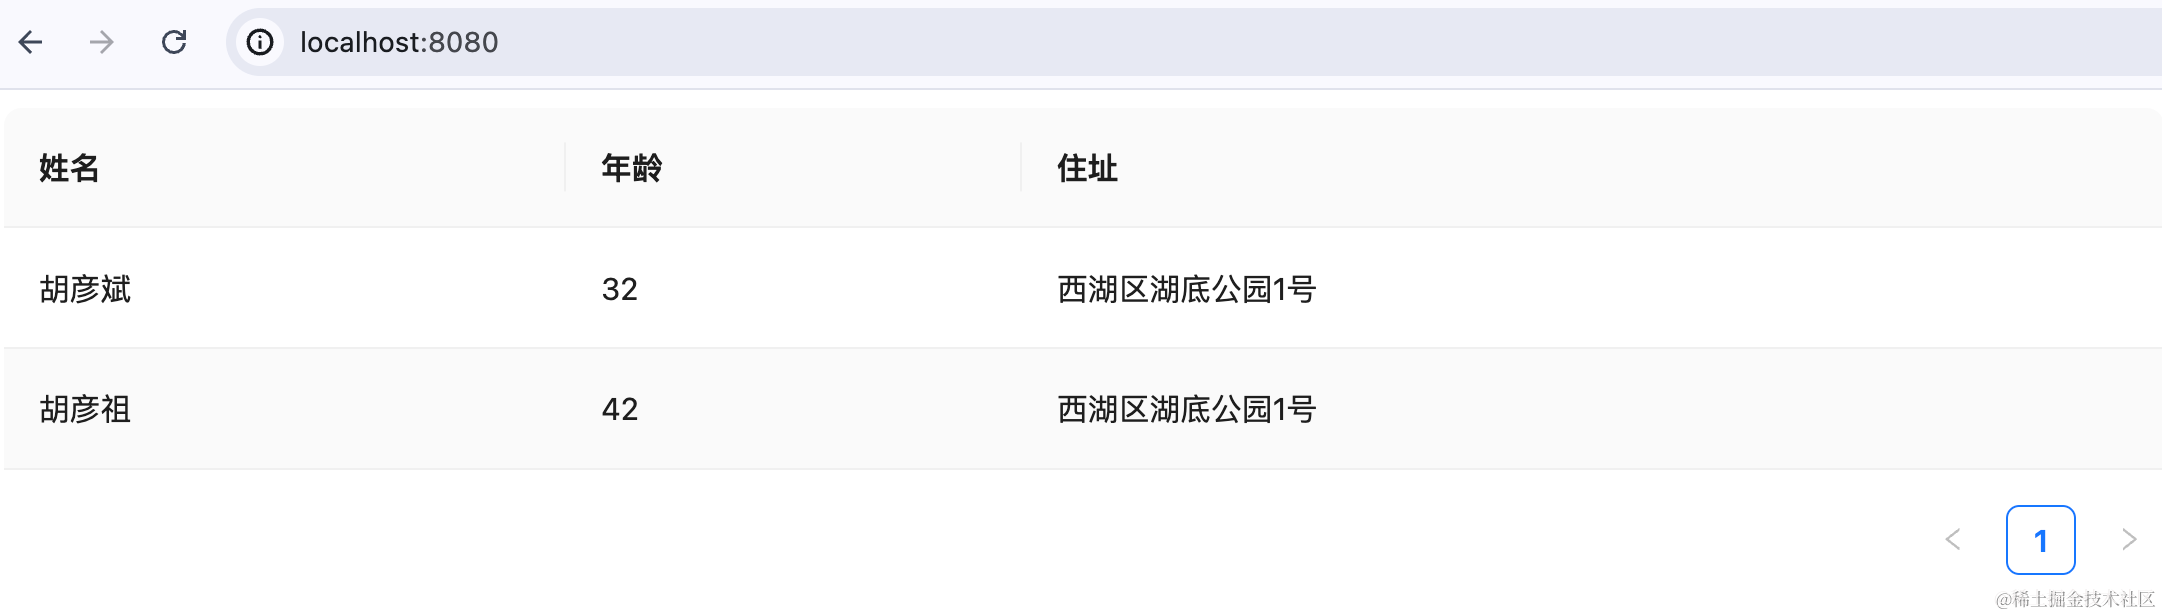 localhost:8080
姓名 年龄 住址
胡彦斌 32 西湖区湖底公园1号
胡彦祖 42 西湖区湖底公园1号
1
@稀土掘金技术社区